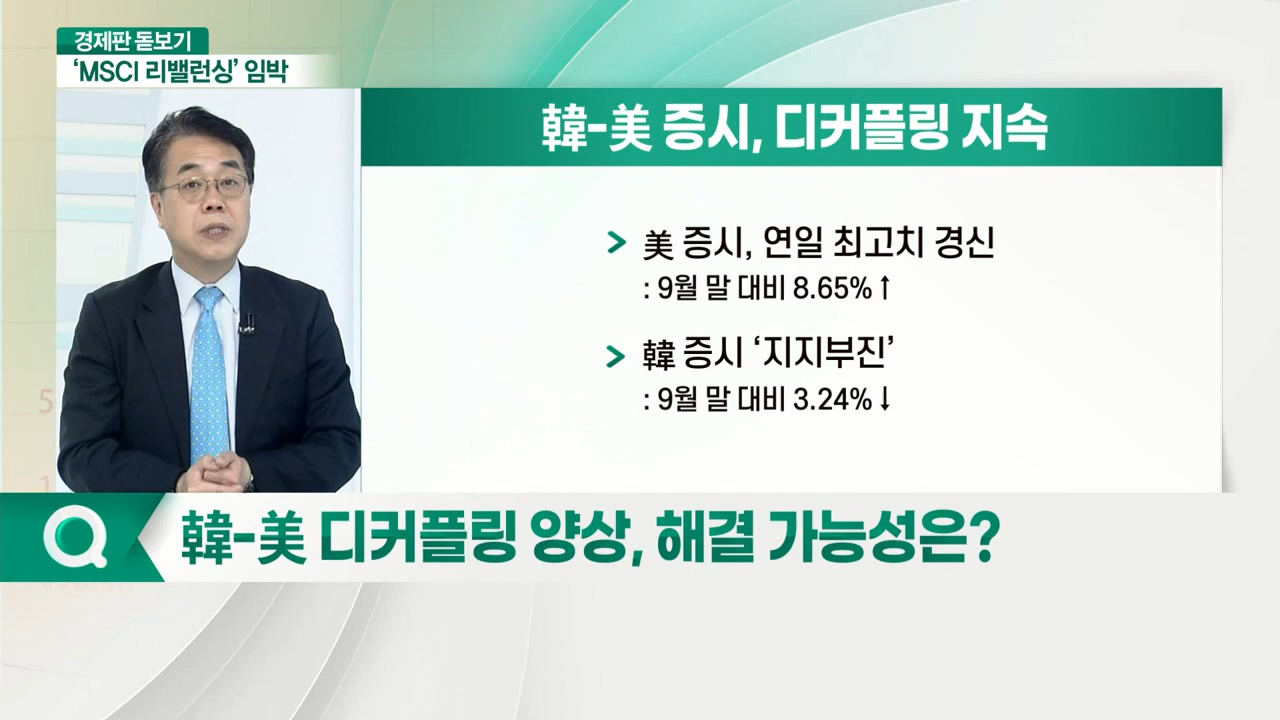 경제판 돋보기
‘MSCI 리밸런싱’ 임박
韓-美 증시, 디커플링 지속
> 美 증시, 연일 최고치 경신
: 9월 말 대비 8.65%↑
> 韓 증시 ‘지지부진’
: 9월 말 대비 3.24%↓
5
1
Q 韓-美 디커플링 양상, 해결 가능성은?